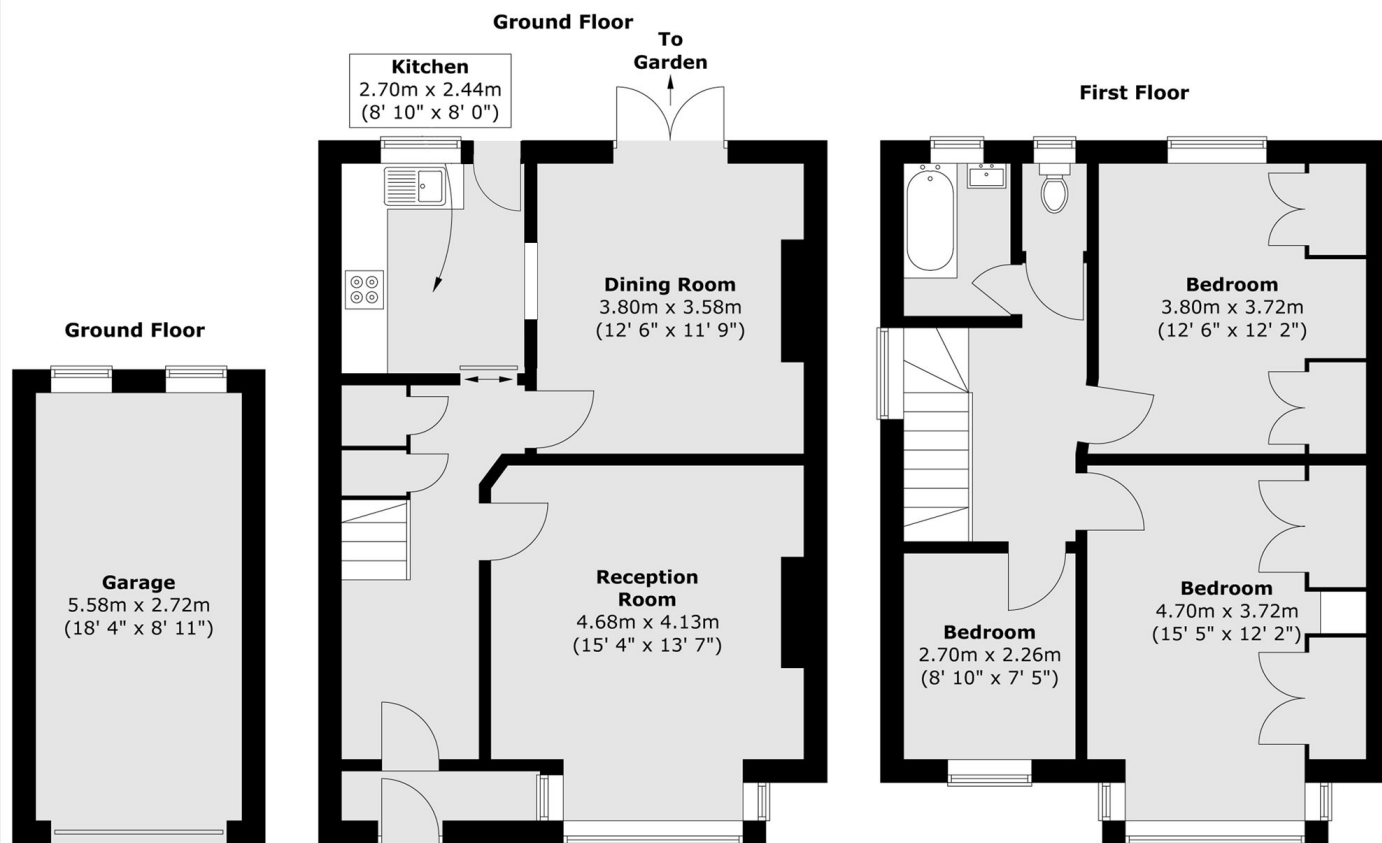 Ground Floor
To
Garden
Kitchen
2.70m x 2.44m
(8' 10" x 8' 0")
Dining Room
3.80m x 3.58m
(12' 6" x 11' 9")
Reception
Room
4.68m x 4.13m
(15' 4" x 13' 7")
Ground Floor
Garage
5.58m x 2.72m
(18' 4" x 8' 11")
First Floor
Bedroom
3.80m x 3.72m
(12' 6" x 12' 2")
Bedroom
4.70m x 3.72m
(15' 5" x 12' 2")
Bedroom
2.70m x 2.26m
(8' 10" x 7' 5")